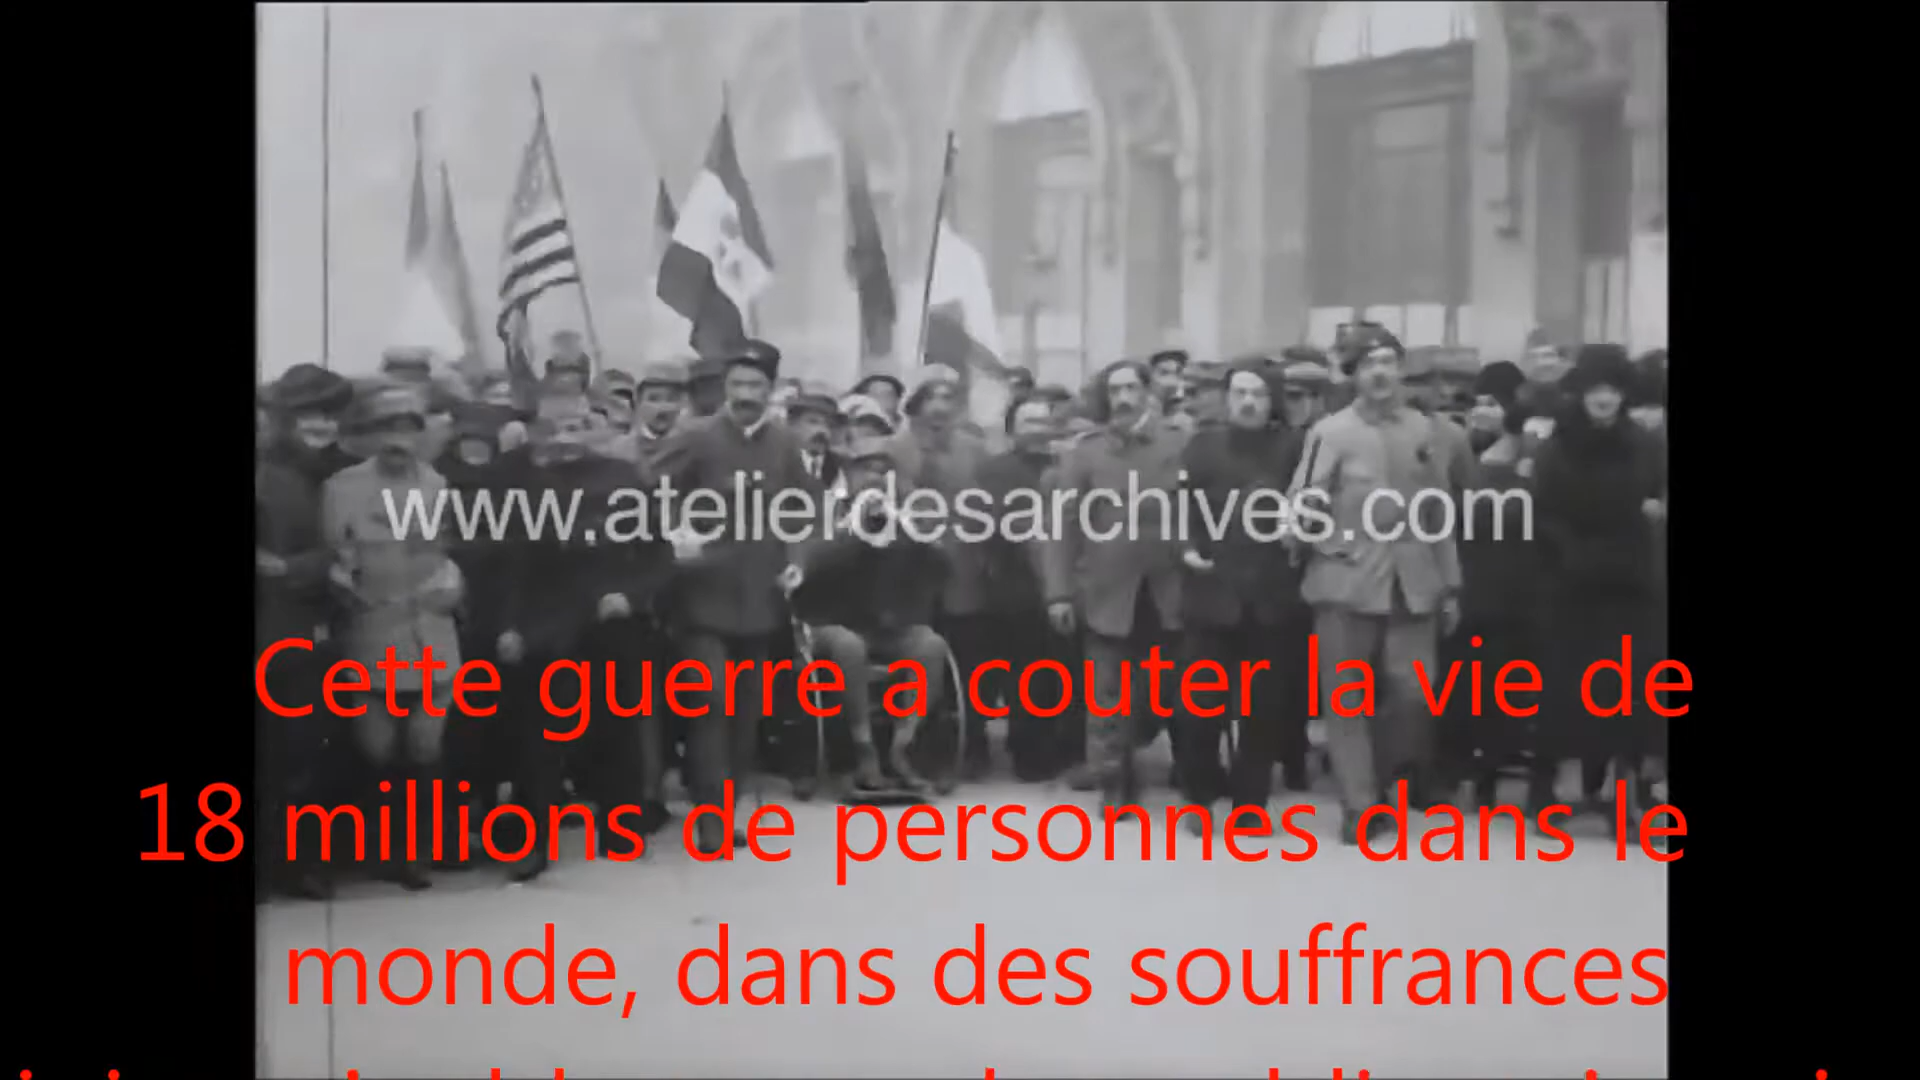 www.atelierdesarchives.com
Cette guerre a couter la vie de
18 millions de personnes dans le
monde, dans des souffrances